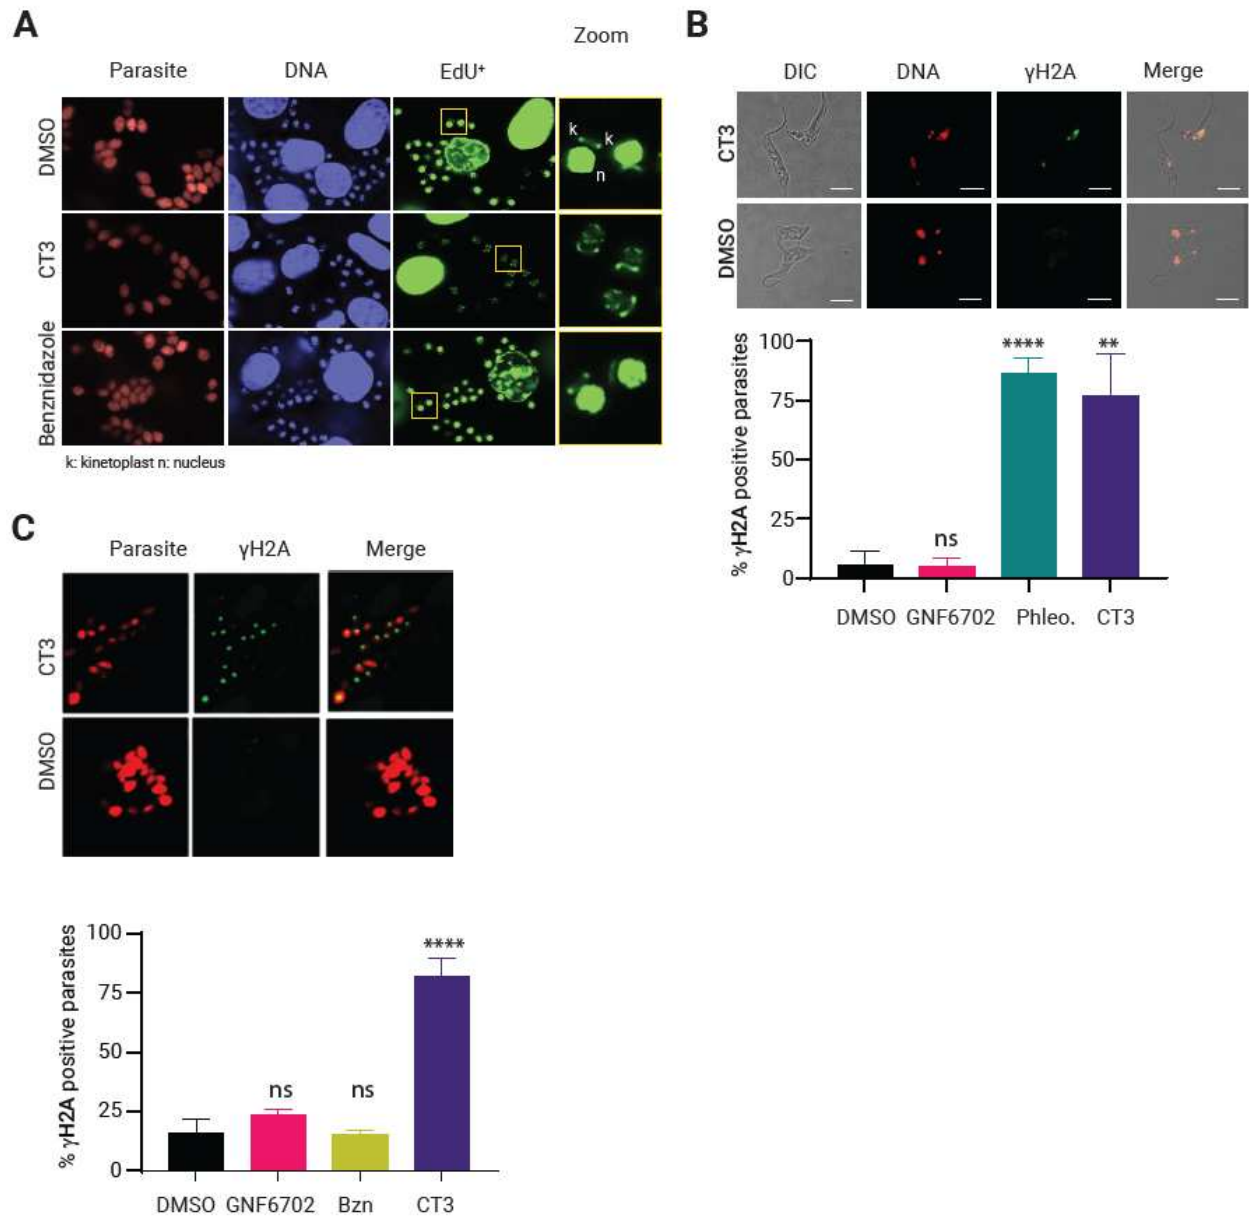 A
Zoom
Parasite DNA EdU⁺
DMSO
k k
n
CT3
Benznidazole
k: kinetoplast n: nucleus
B
DIC DNA γH2A Merge
CT3
DMSO
% γH2A positive parasites
100
75
50
25
0
ns **** **
DMSO GNF6702 Phleo. CT3
C
Parasite γH2A Merge
CT3
DMSO
% γH2A positive parasites
100
75
50
25
0
ns ns ****
DMSO GNF6702 Bzn CT3